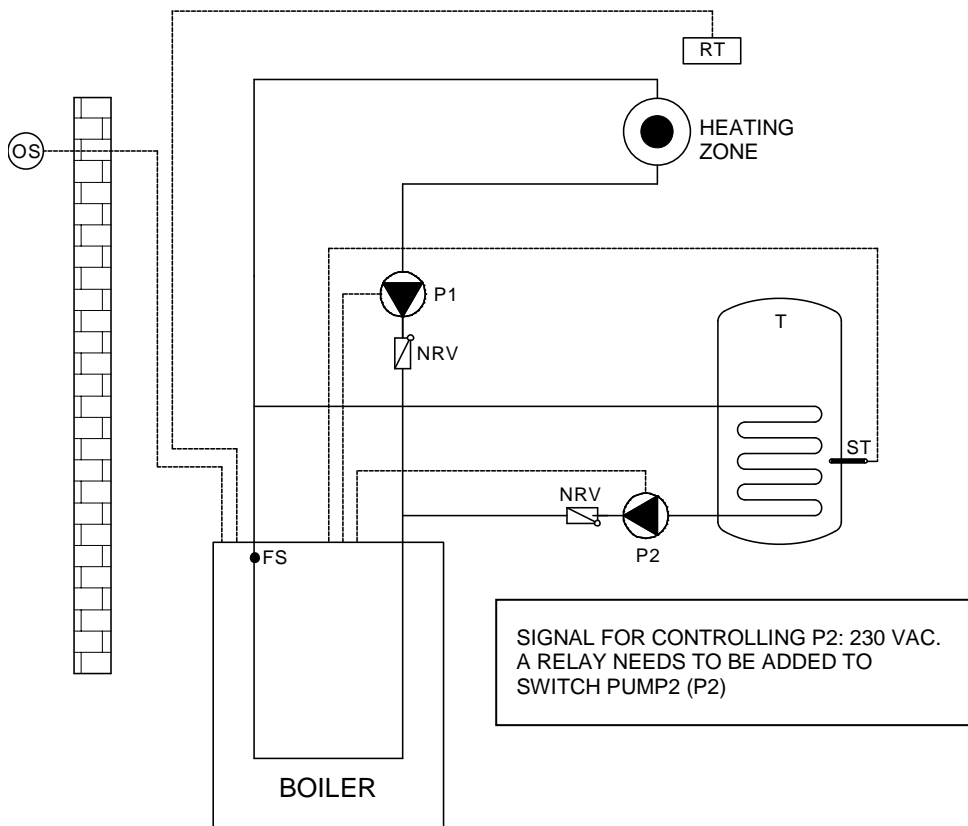 RT
OS
HEATING
ZONE
P1
T
NRV
ST
NRV
FS
P2
SIGNAL FOR CONTROLLING P2: 230 VAC.
A RELAY NEEDS TO BE ADDED TO
SWITCH PUMP2 (P2)
BOILER